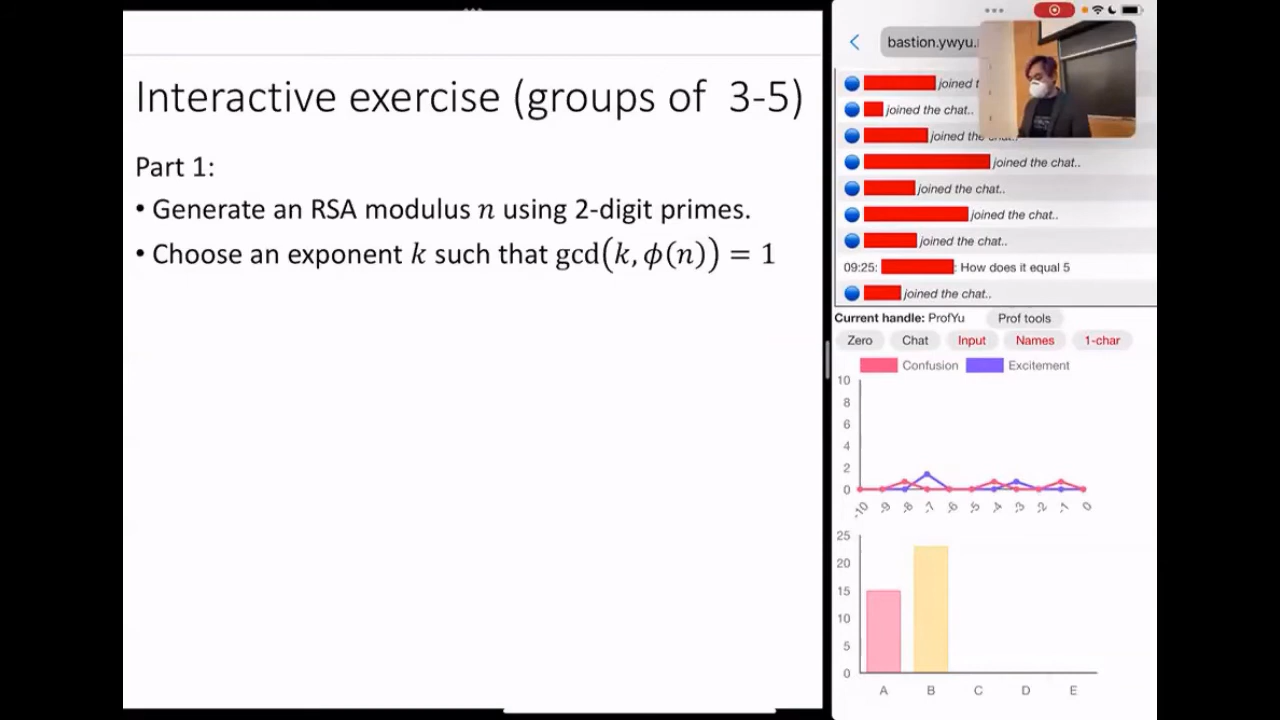 Interactive exercise (groups of 3-5)
Part 1:
• Generate an RSA modulus n using 2-digit primes.
• Choose an exponent k such that gcd(k, ϕ(n)) = 1
bastion.ywyu.
joined t
joined the chat..
joined the chat..
joined the chat..
joined the chat..
joined the chat..
joined the chat..
09:25: : How does it equal 5
joined the chat..
Current handle: ProfYu Prof tools
Zero Chat Input Names 1-char
Confusion Excitement
10
8
6
4
2
0
-10 -9 -8 -7 -6 -5 -4 -3 -2 -1 0
25
20
15
10
5
0
A B C D E